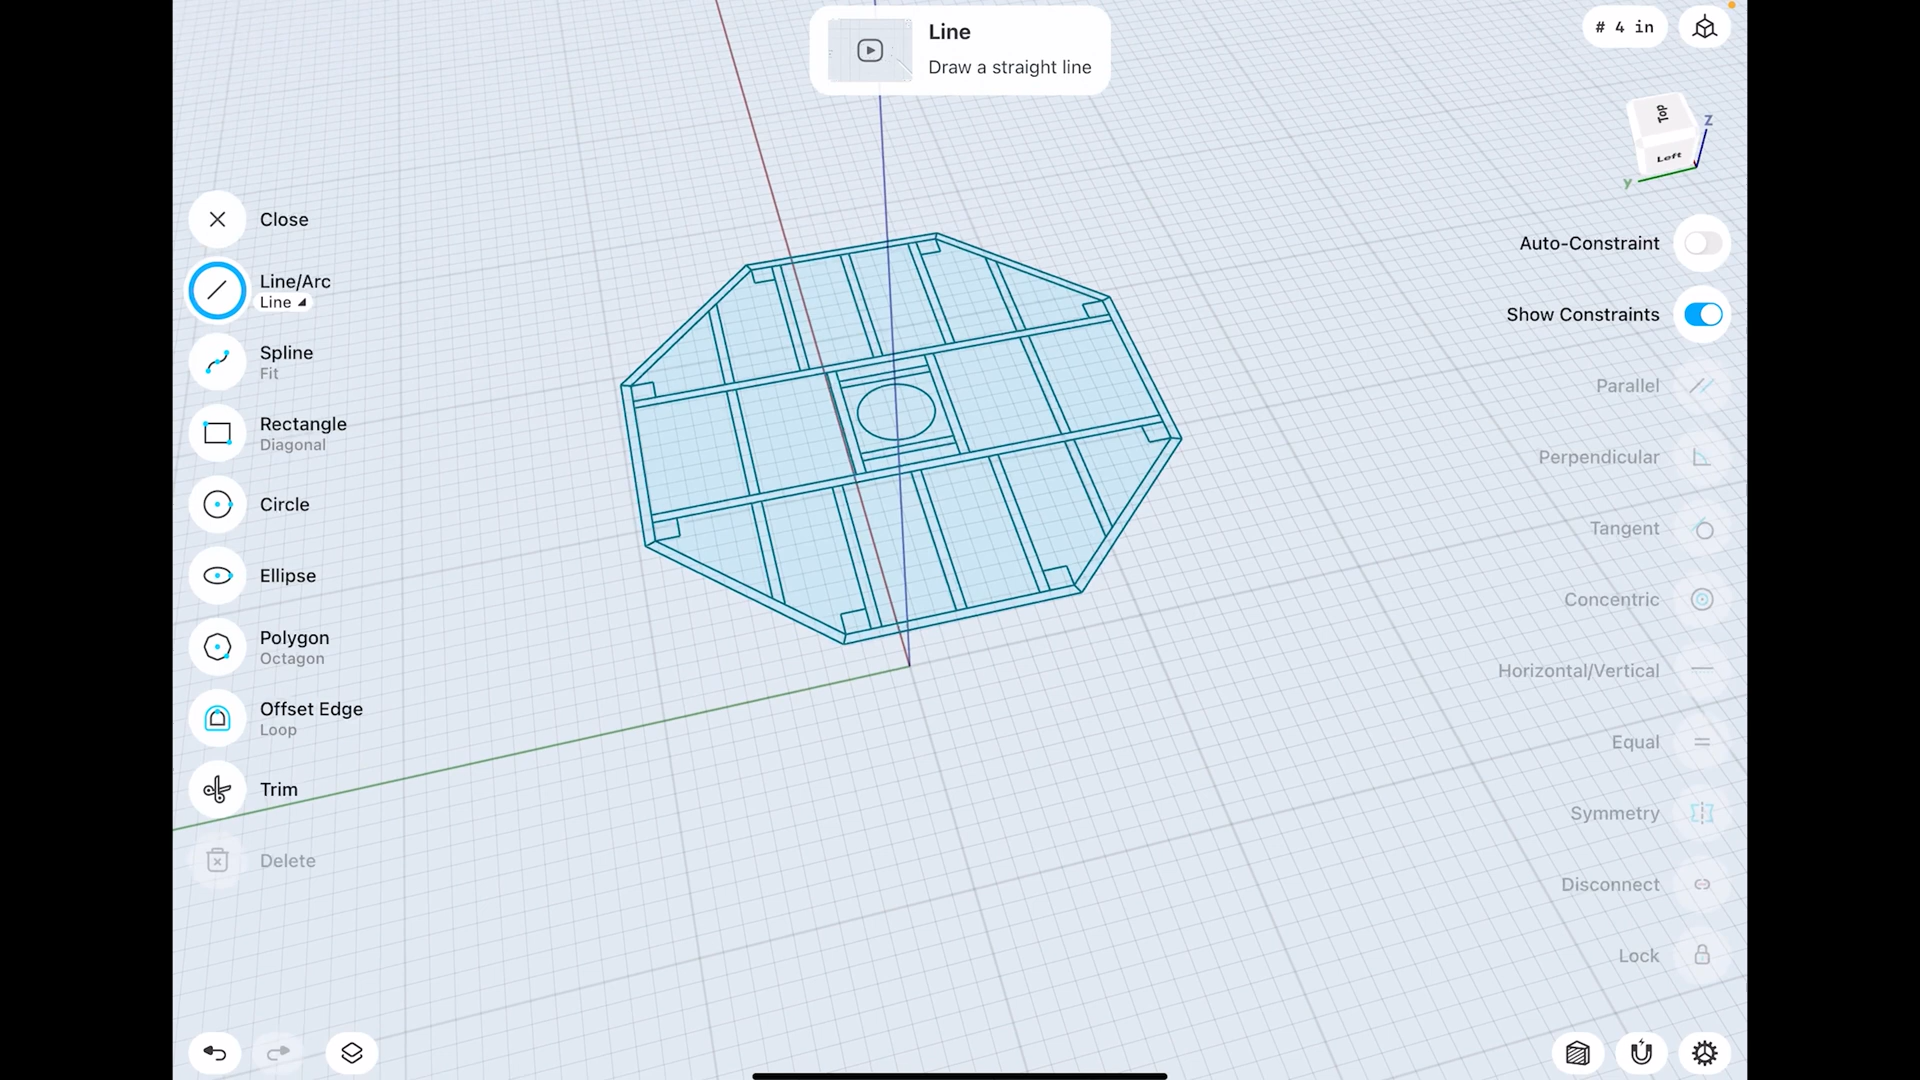 Line
Draw a straight line
# 4 in
Top
Left
Z
y
Close
Line/Arc
Line
Spline
Fit
Rectangle
Diagonal
Circle
Ellipse
Polygon
Octagon
Offset Edge
Loop
Trim
Delete
Auto-Constraint
Show Constraints
Parallel
Perpendicular
Tangent
Concentric
Horizontal/Vertical
Equal
Symmetry
Disconnect
Lock